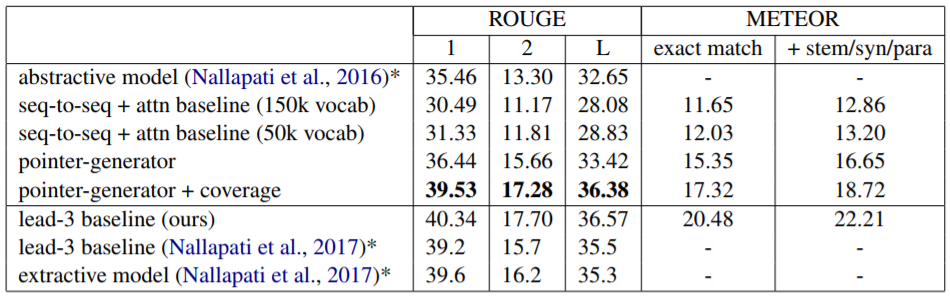 ROUGE METEOR
1 2 L exact match + stem/syn/para
abstractive model (Nallapati et al., 2016)* 35.46 13.30 32.65 - -
seq-to-seq + attn baseline (150k vocab) 30.49 11.17 28.08 11.65 12.86
seq-to-seq + attn baseline (50k vocab) 31.33 11.81 28.83 12.03 13.20
pointer-generator 36.44 15.66 33.42 15.35 16.65
pointer-generator + coverage 39.53 17.28 36.38 17.32 18.72
lead-3 baseline (ours) 40.34 17.70 36.57 20.48 22.21
lead-3 baseline (Nallapati et al., 2017)* 39.2 15.7 35.5 - -
extractive model (Nallapati et al., 2017)* 39.6 16.2 35.3 - -